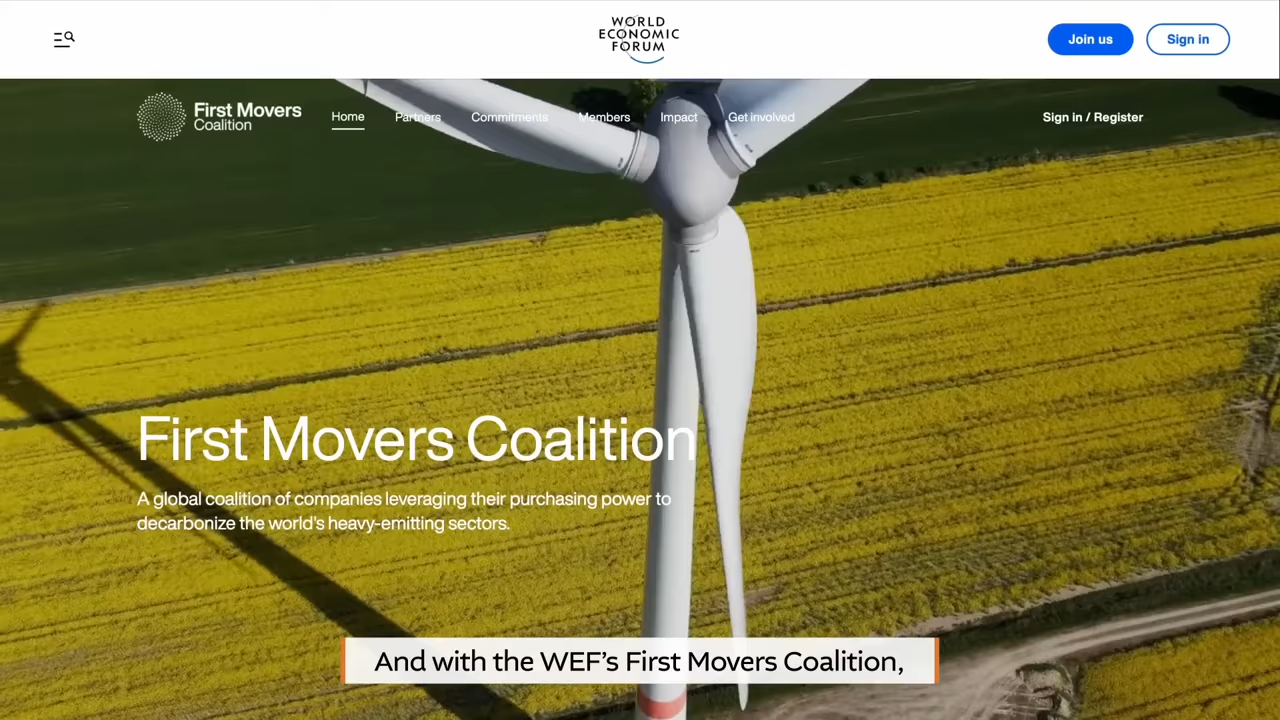 WORLD
ECONOMIC
FORUM
Join us
Sign in
First Movers
Coalition
Home
Partners
Commitments
Members
Impact
Get involved
Sign in / Register
First Movers Coalition
A global coalition of companies leveraging their purchasing power to
decarbonize the world's heavy-emitting sectors.
And with the WEF's First Movers Coalition,